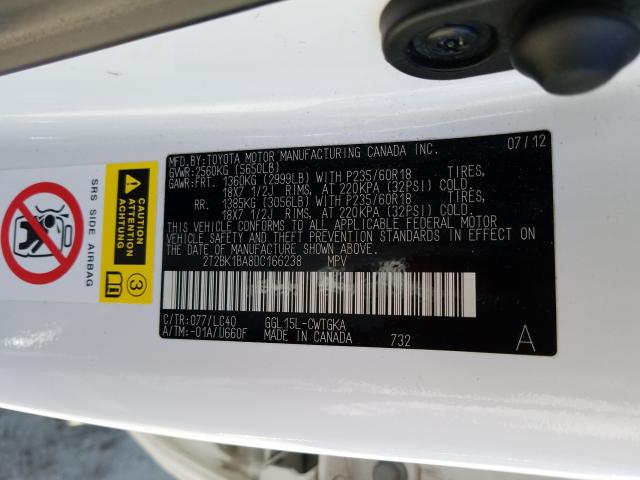 MFD. BY: TOYOTA MOTOR MANUFACTURING CANADA INC. 07/12
GVWR: 2560KG (5650LB)
GAWR: FRT. 1360KG (2999LB) WITH P235/60R18 TIRES,
18X7 1/2J RIMS, AT 220KPA (32PSI) COLD.
RR. 1385KG (3056LB) WITH P235/60R18 TIRES,
18X7 1/2J RIMS, AT 220KPA (32PSI) COLD.
THIS VEHICLE CONFORMS TO ALL APPLICABLE FEDERAL MOTOR
VEHICLE SAFETY AND THEFT PREVENTION STANDARDS IN EFFECT ON
THE DATE OF MANUFACTURE SHOWN ABOVE.
2T2BK1BA8DC166238 MPV
C/TR: 077/LC40 GGL15L-CWTGKA
A/TM: -01A/U660F MADE IN CANADA 732 A
SRS SIDE AIRBAG
CAUTION
ATTENTION
ACHTUNG